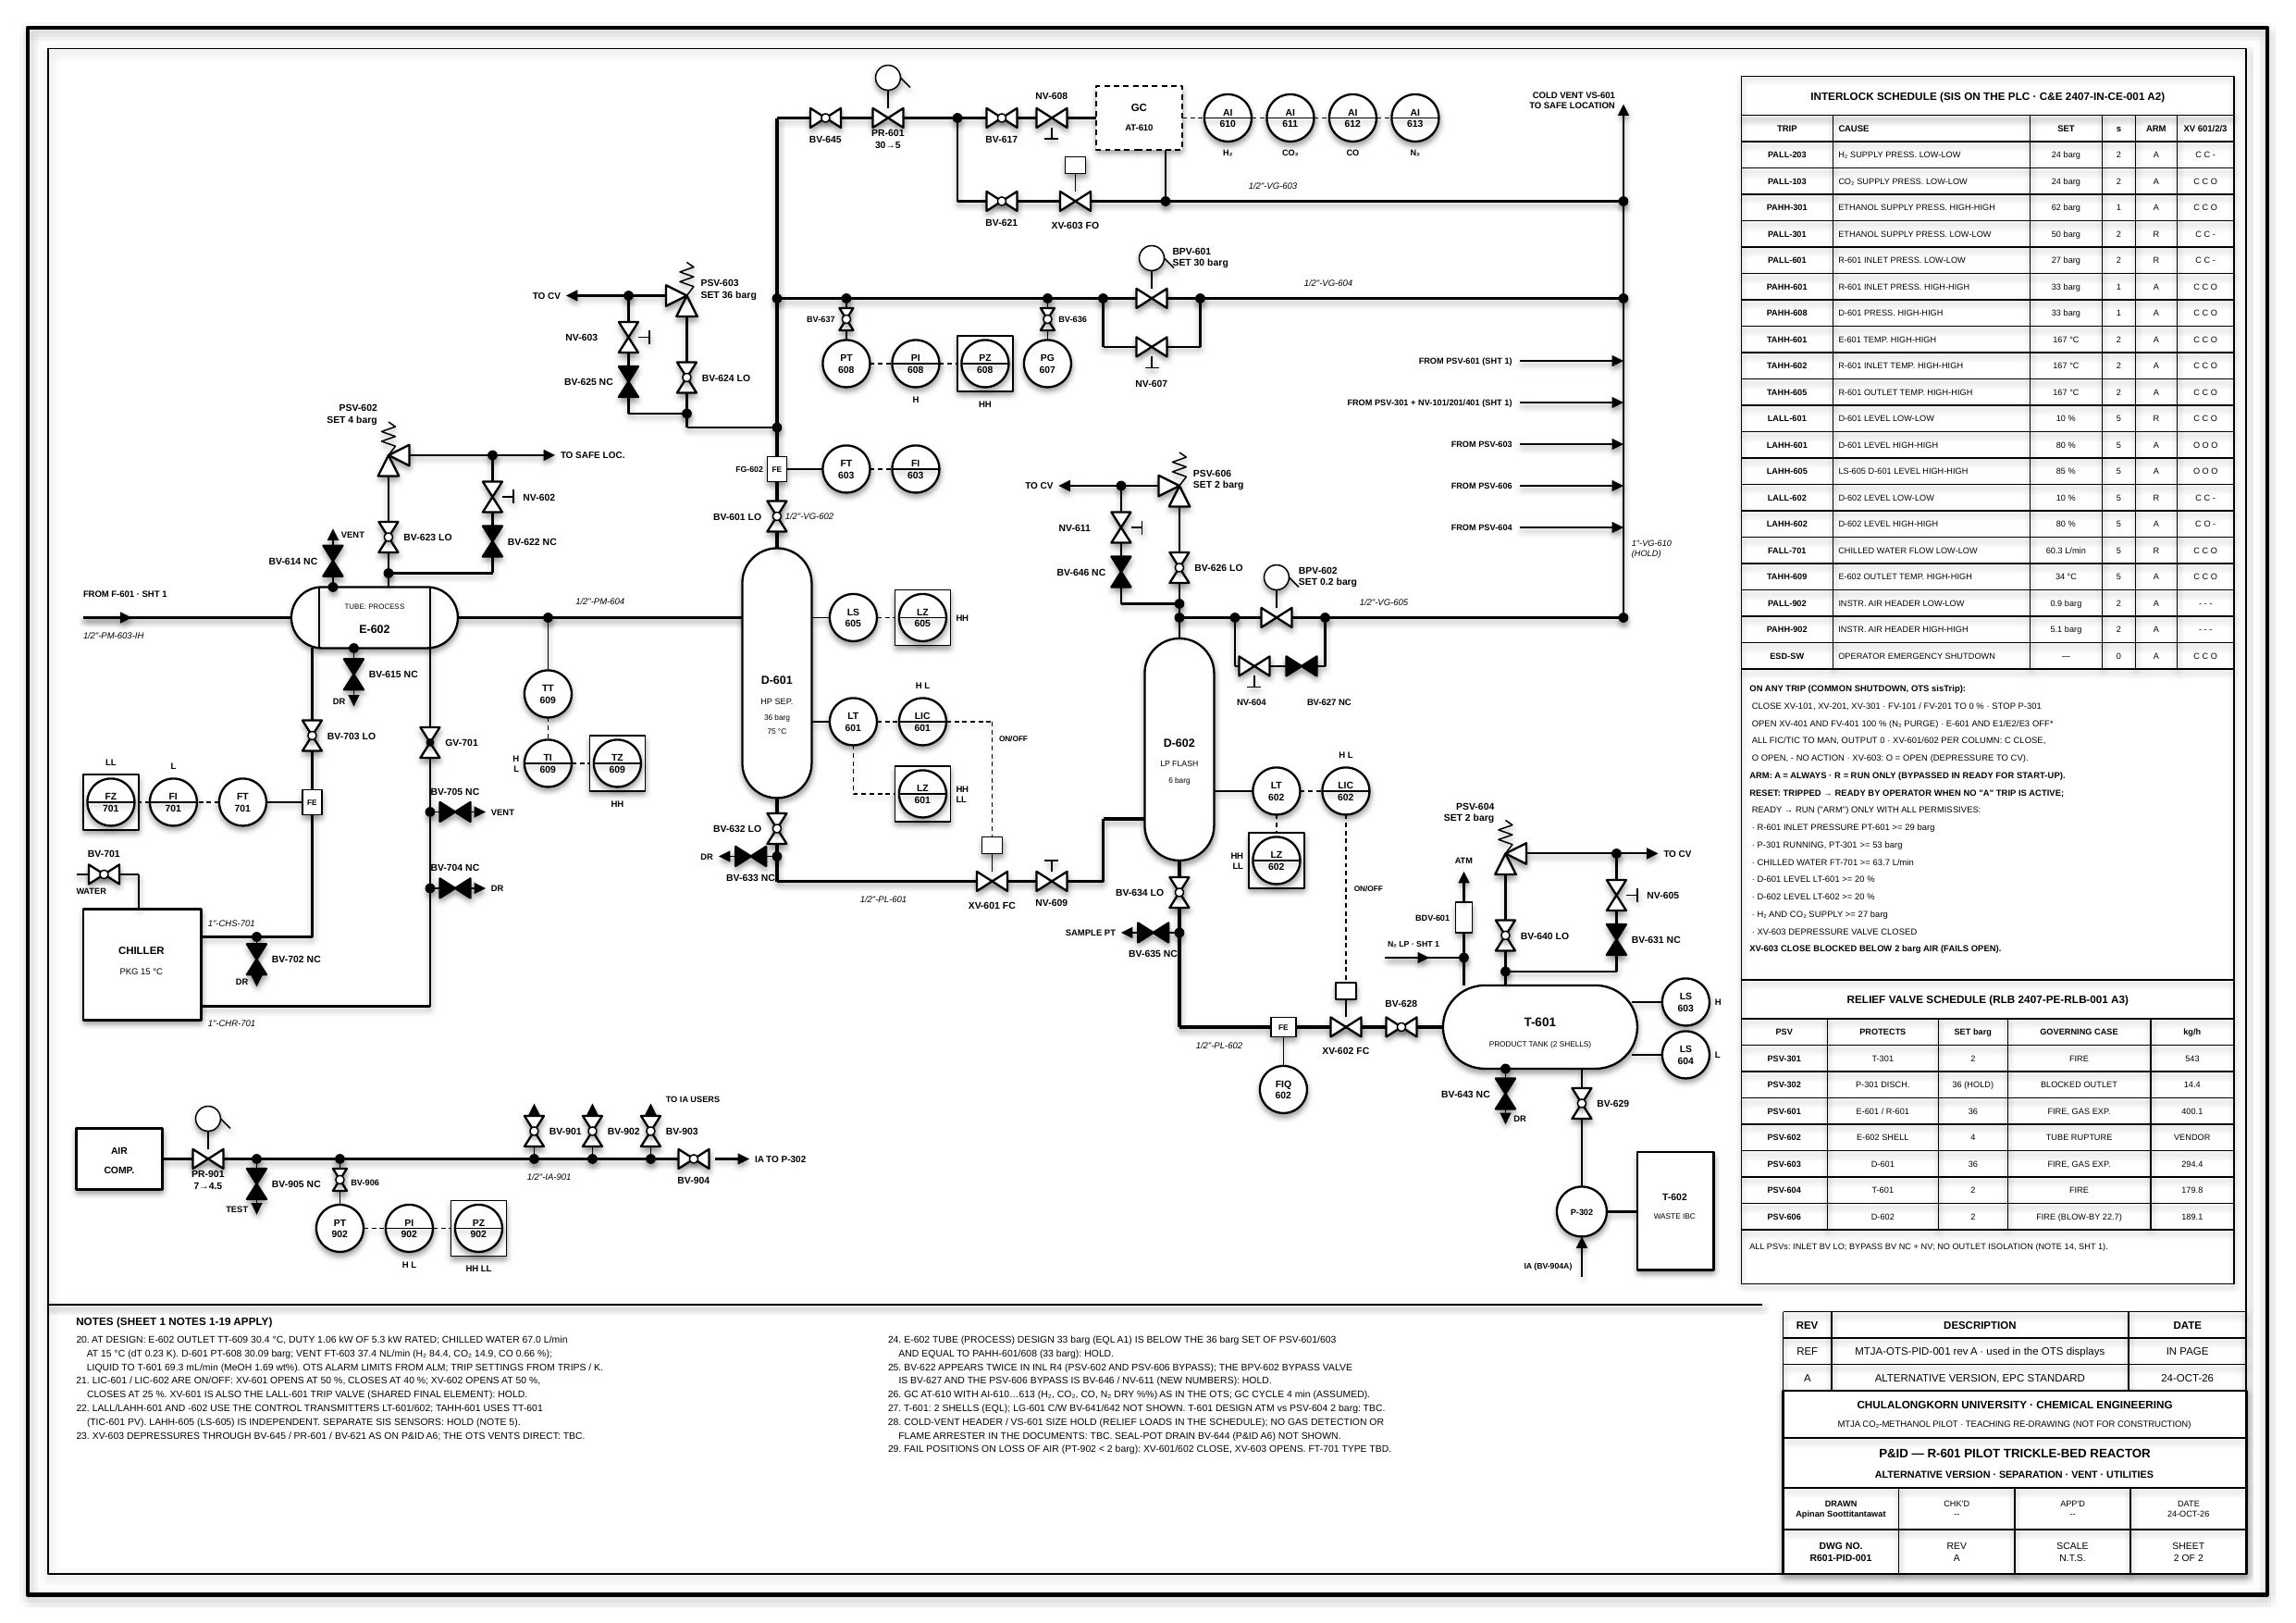 NV-608
GC
AT-610
AI
610
AI
611
AI
612
AI
613
H₂
CO₂
CO
N₂
BV-645
PR-601
30→5
BV-617
COLD VENT VS-601
TO SAFE LOCATION
1/2"-VG-603
BV-621
XV-603 FO
BPV-601
SET 30 barg
1/2"-VG-604
PSV-603
SET 36 barg
TO CV
NV-603
BV-625 NC
BV-624 LO
BV-637
BV-636
PT
608
PI
608
H
PZ
608
HH
PG
607
NV-607
FROM PSV-601 (SHT 1)
FROM PSV-301 + NV-101/201/401 (SHT 1)
FROM PSV-603
FROM PSV-606
FROM PSV-604
1"-VG-610
(HOLD)
PSV-602
SET 4 barg
TO SAFE LOC.
NV-602
BV-623 LO
BV-622 NC
VENT
BV-614 NC
FG-602
FE
FT
603
FI
603
BV-601 LO
1/2"-VG-602
PSV-606
SET 2 barg
TO CV
NV-611
BV-646 NC
BV-626 LO
BPV-602
SET 0.2 barg
1/2"-VG-605
NV-604
BV-627 NC
FROM F-601 · SHT 1
1/2"-PM-603-IH
TUBE: PROCESS
E-602
1/2"-PM-604
BV-615 NC
DR
BV-703 LO
GV-701
TT
609
H
L
TI
609
TZ
609
HH
LS
605
LZ
605
HH
D-601
HP SEP.
36 barg
75 °C
LT
601
H L
LIC
601
ON/OFF
LZ
601
HH
LL
D-602
LP FLASH
6 barg
LT
602
H L
LIC
602
HH
LL
LZ
602
ON/OFF
LL
FZ
701
L
FI
701
FT
701
FE
BV-705 NC
VENT
BV-704 NC
DR
BV-701
WATER
CHILLER
PKG 15 °C
1"-CHS-701
BV-702 NC
DR
1"-CHR-701
BV-632 LO
DR
BV-633 NC
1/2"-PL-601
XV-601 FC
NV-609
BV-634 LO
SAMPLE PT
BV-635 NC
1/2"-PL-602
FE
FIQ
602
XV-602 FC
BV-628
PSV-604
SET 2 barg
TO CV
ATM
BDV-601
N₂ LP · SHT 1
BV-640 LO
NV-605
BV-631 NC
T-601
PRODUCT TANK (2 SHELLS)
LS
603
H
LS
604
L
BV-643 NC
DR
BV-629
P-302
IA (BV-904A)
T-602
WASTE IBC
AIR
COMP.
PR-901
7→4.5
BV-905 NC
TEST
BV-906
PT
902
PI
902
H L
PZ
902
HH LL
1/2"-IA-901
BV-901
BV-902
BV-903
TO IA USERS
BV-904
IA TO P-302
INTERLOCK SCHEDULE (SIS ON THE PLC · C&E 2407-IN-CE-001 A2)
TRIP CAUSE SET s ARM XV 601/2/3
PALL-203 H₂ SUPPLY PRESS. LOW-LOW 24 barg 2 A C C -
PALL-103 CO₂ SUPPLY PRESS. LOW-LOW 24 barg 2 A C C O
PAHH-301 ETHANOL SUPPLY PRESS. HIGH-HIGH 62 barg 1 A C C O
PALL-301 ETHANOL SUPPLY PRESS. LOW-LOW 50 barg 2 R C C -
PALL-601 R-601 INLET PRESS. LOW-LOW 27 barg 2 R C C -
PAHH-601 R-601 INLET PRESS. HIGH-HIGH 33 barg 1 A C C O
PAHH-608 D-601 PRESS. HIGH-HIGH 33 barg 1 A C C O
TAHH-601 E-601 TEMP. HIGH-HIGH 167 °C 2 A C C O
TAHH-602 R-601 INLET TEMP. HIGH-HIGH 167 °C 2 A C C O
TAHH-605 R-601 OUTLET TEMP. HIGH-HIGH 167 °C 2 A C C O
LALL-601 D-601 LEVEL LOW-LOW 10 % 5 R C C O
LAHH-601 D-601 LEVEL HIGH-HIGH 80 % 5 A O O O
LAHH-605 LS-605 D-601 LEVEL HIGH-HIGH 85 % 5 A O O O
LALL-602 D-602 LEVEL LOW-LOW 10 % 5 R C C -
LAHH-602 D-602 LEVEL HIGH-HIGH 80 % 5 A C O -
FALL-701 CHILLED WATER FLOW LOW-LOW 60.3 L/min 5 R C C O
TAHH-609 E-602 OUTLET TEMP. HIGH-HIGH 34 °C 5 A C C O
PALL-902 INSTR. AIR HEADER LOW-LOW 0.9 barg 2 A - - -
PAHH-902 INSTR. AIR HEADER HIGH-HIGH 5.1 barg 2 A - - -
ESD-SW OPERATOR EMERGENCY SHUTDOWN — 0 A C C O
ON ANY TRIP (COMMON SHUTDOWN, OTS sisTrip):
CLOSE XV-101, XV-201, XV-301 · FV-101 / FV-201 TO 0 % · STOP P-301
OPEN XV-401 AND FV-401 100 % (N₂ PURGE) · E-601 AND E1/E2/E3 OFF*
ALL FIC/TIC TO MAN, OUTPUT 0 · XV-601/602 PER COLUMN: C CLOSE,
O OPEN, - NO ACTION · XV-603: O = OPEN (DEPRESSURE TO CV).
ARM: A = ALWAYS · R = RUN ONLY (BYPASSED IN READY FOR START-UP).
RESET: TRIPPED → READY BY OPERATOR WHEN NO "A" TRIP IS ACTIVE;
READY → RUN ("ARM") ONLY WITH ALL PERMISSIVES:
· R-601 INLET PRESSURE PT-601 >= 29 barg
· P-301 RUNNING, PT-301 >= 53 barg
· CHILLED WATER FT-701 >= 63.7 L/min
· D-601 LEVEL LT-601 >= 20 %
· D-602 LEVEL LT-602 >= 20 %
· H₂ AND CO₂ SUPPLY >= 27 barg
· XV-603 DEPRESSURE VALVE CLOSED
XV-603 CLOSE BLOCKED BELOW 2 barg AIR (FAILS OPEN).
RELIEF VALVE SCHEDULE (RLB 2407-PE-RLB-001 A3)
PSV PROTECTS SET barg GOVERNING CASE kg/h
PSV-301 T-301 2 FIRE 543
PSV-302 P-301 DISCH. 36 (HOLD) BLOCKED OUTLET 14.4
PSV-601 E-601 / R-601 36 FIRE, GAS EXP. 400.1
PSV-602 E-602 SHELL 4 TUBE RUPTURE VENDOR
PSV-603 D-601 36 FIRE, GAS EXP. 294.4
PSV-604 T-601 2 FIRE 179.8
PSV-606 D-602 2 FIRE (BLOW-BY 22.7) 189.1
ALL PSVs: INLET BV LO; BYPASS BV NC + NV; NO OUTLET ISOLATION (NOTE 14, SHT 1).
NOTES (SHEET 1 NOTES 1-19 APPLY)
20. AT DESIGN: E-602 OUTLET TT-609 30.4 °C, DUTY 1.06 kW OF 5.3 kW RATED; CHILLED WATER 67.0 L/min
AT 15 °C (dT 0.23 K). D-601 PT-608 30.09 barg; VENT FT-603 37.4 NL/min (H₂ 84.4, CO₂ 14.9, CO 0.66 %);
LIQUID TO T-601 69.3 mL/min (MeOH 1.69 wt%). OTS ALARM LIMITS FROM ALM; TRIP SETTINGS FROM TRIPS / K.
21. LIC-601 / LIC-602 ARE ON/OFF: XV-601 OPENS AT 50 %, CLOSES AT 40 %; XV-602 OPENS AT 50 %,
CLOSES AT 25 %. XV-601 IS ALSO THE LALL-601 TRIP VALVE (SHARED FINAL ELEMENT): HOLD.
22. LALL/LAHH-601 AND -602 USE THE CONTROL TRANSMITTERS LT-601/602; TAHH-601 USES TT-601
(TIC-601 PV). LAHH-605 (LS-605) IS INDEPENDENT. SEPARATE SIS SENSORS: HOLD (NOTE 5).
23. XV-603 DEPRESSURES THROUGH BV-645 / PR-601 / BV-621 AS ON P&ID A6; THE OTS VENTS DIRECT: TBC.
24. E-602 TUBE (PROCESS) DESIGN 33 barg (EQL A1) IS BELOW THE 36 barg SET OF PSV-601/603
AND EQUAL TO PAHH-601/608 (33 barg): HOLD.
25. BV-622 APPEARS TWICE IN INL R4 (PSV-602 AND PSV-606 BYPASS); THE BPV-602 BYPASS VALVE
IS BV-627 AND THE PSV-606 BYPASS IS BV-646 / NV-611 (NEW NUMBERS): HOLD.
26. GC AT-610 WITH AI-610…613 (H₂, CO₂, CO, N₂ DRY %%) AS IN THE OTS; GC CYCLE 4 min (ASSUMED).
27. T-601: 2 SHELLS (EQL); LG-601 C/W BV-641/642 NOT SHOWN. T-601 DESIGN ATM vs PSV-604 2 barg: TBC.
28. COLD-VENT HEADER / VS-601 SIZE HOLD (RELIEF LOADS IN THE SCHEDULE); NO GAS DETECTION OR
FLAME ARRESTER IN THE DOCUMENTS: TBC. SEAL-POT DRAIN BV-644 (P&ID A6) NOT SHOWN.
29. FAIL POSITIONS ON LOSS OF AIR (PT-902 < 2 barg): XV-601/602 CLOSE, XV-603 OPENS. FT-701 TYPE TBD.
REV DESCRIPTION DATE
REF MTJA-OTS-PID-001 rev A · used in the OTS displays IN PAGE
A ALTERNATIVE VERSION, EPC STANDARD 24-OCT-26
CHULALONGKORN UNIVERSITY · CHEMICAL ENGINEERING
MTJA CO₂-METHANOL PILOT · TEACHING RE-DRAWING (NOT FOR CONSTRUCTION)
P&ID — R-601 PILOT TRICKLE-BED REACTOR
ALTERNATIVE VERSION · SEPARATION · VENT · UTILITIES
DRAWN CHK'D APP'D DATE
Apinan Soottitantawat -- -- 24-OCT-26
DWG NO. REV SCALE SHEET
R601-PID-001 A N.T.S. 2 OF 2